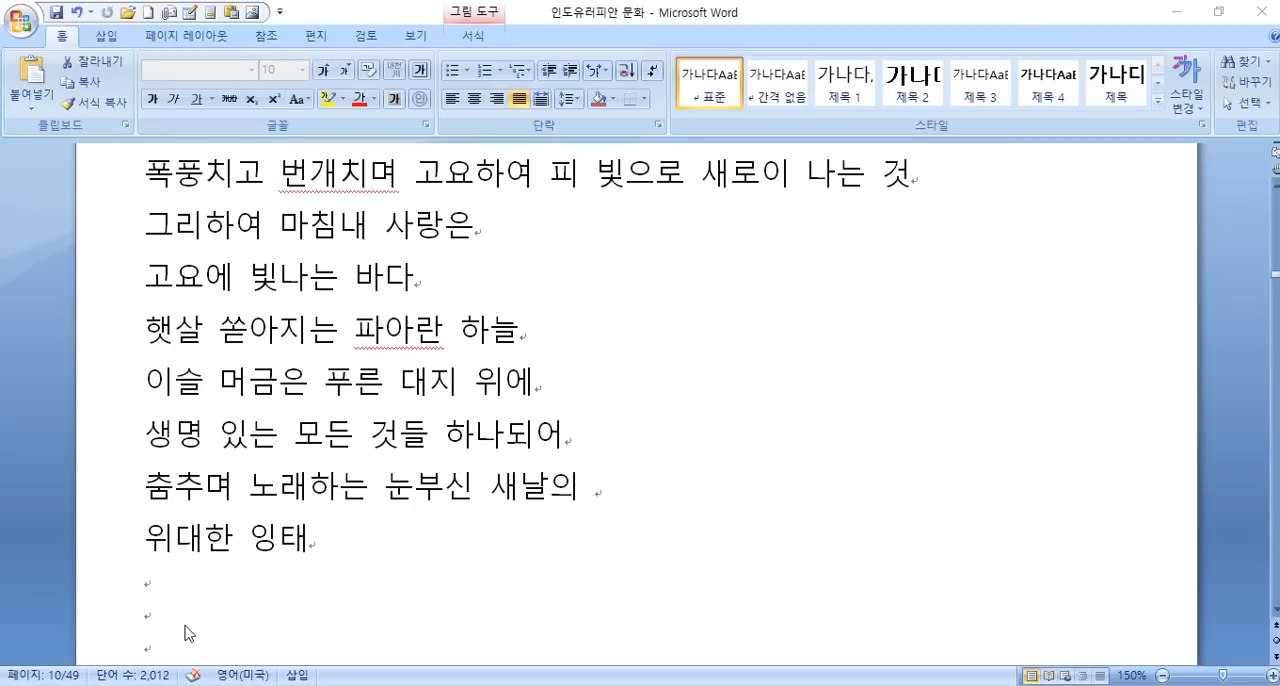 그림 도구
인도유러피안 문화 - Microsoft Word
홈 삽입 페이지 레이아웃 참조 편지 검토 보기 서식
붙여넣기
잘라내기
복사
서식 복사
클립보드
10
글꼴
단락
가나다AaB 가나다AaB 가나다, 가나다 가나다AaB 가나다AaB 가나다
표준 간격 없음 제목 1 제목 2 제목 3 제목 4 제목
스타일 변경
스타일
찾기
바꾸기
선택
편집
폭풍치고 번개치며 고요하여 피 빛으로 새로이 나는 것
그리하여 마침내 사랑은
고요에 빛나는 바다
햇살 쏟아지는 파아란 하늘
이슬 머금은 푸른 대지 위에
생명 있는 모든 것들 하나되어
춤추며 노래하는 눈부신 새날의
위대한 잉태
페이지: 10/49 단어 수: 2,012 영어(미국) 삽입 150%